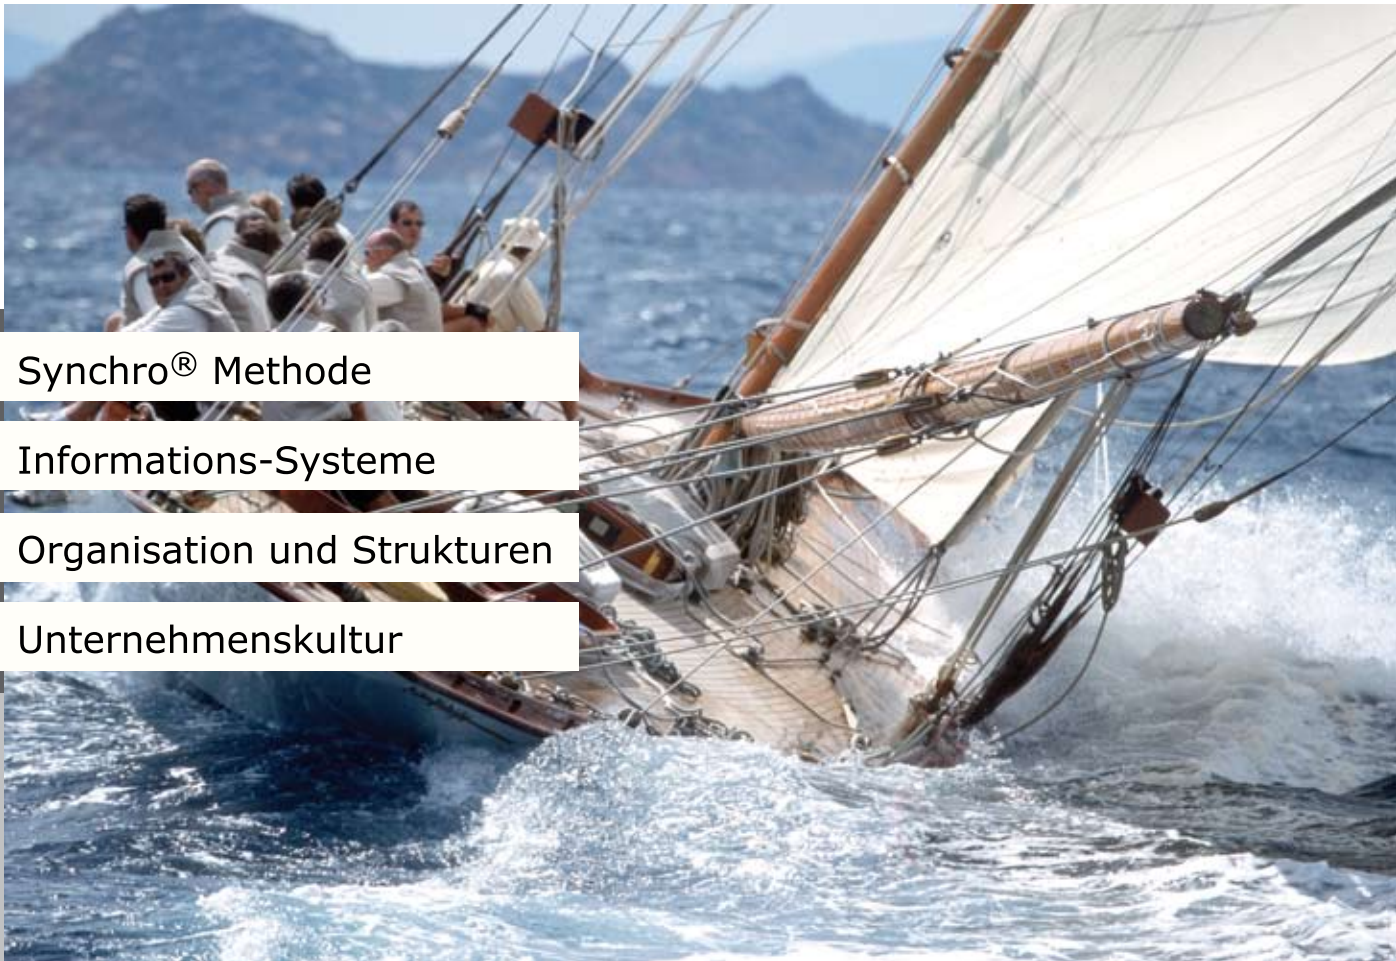 Synchro® Methode
Informations-Systeme
Organisation und Strukturen
Unternehmenskultur